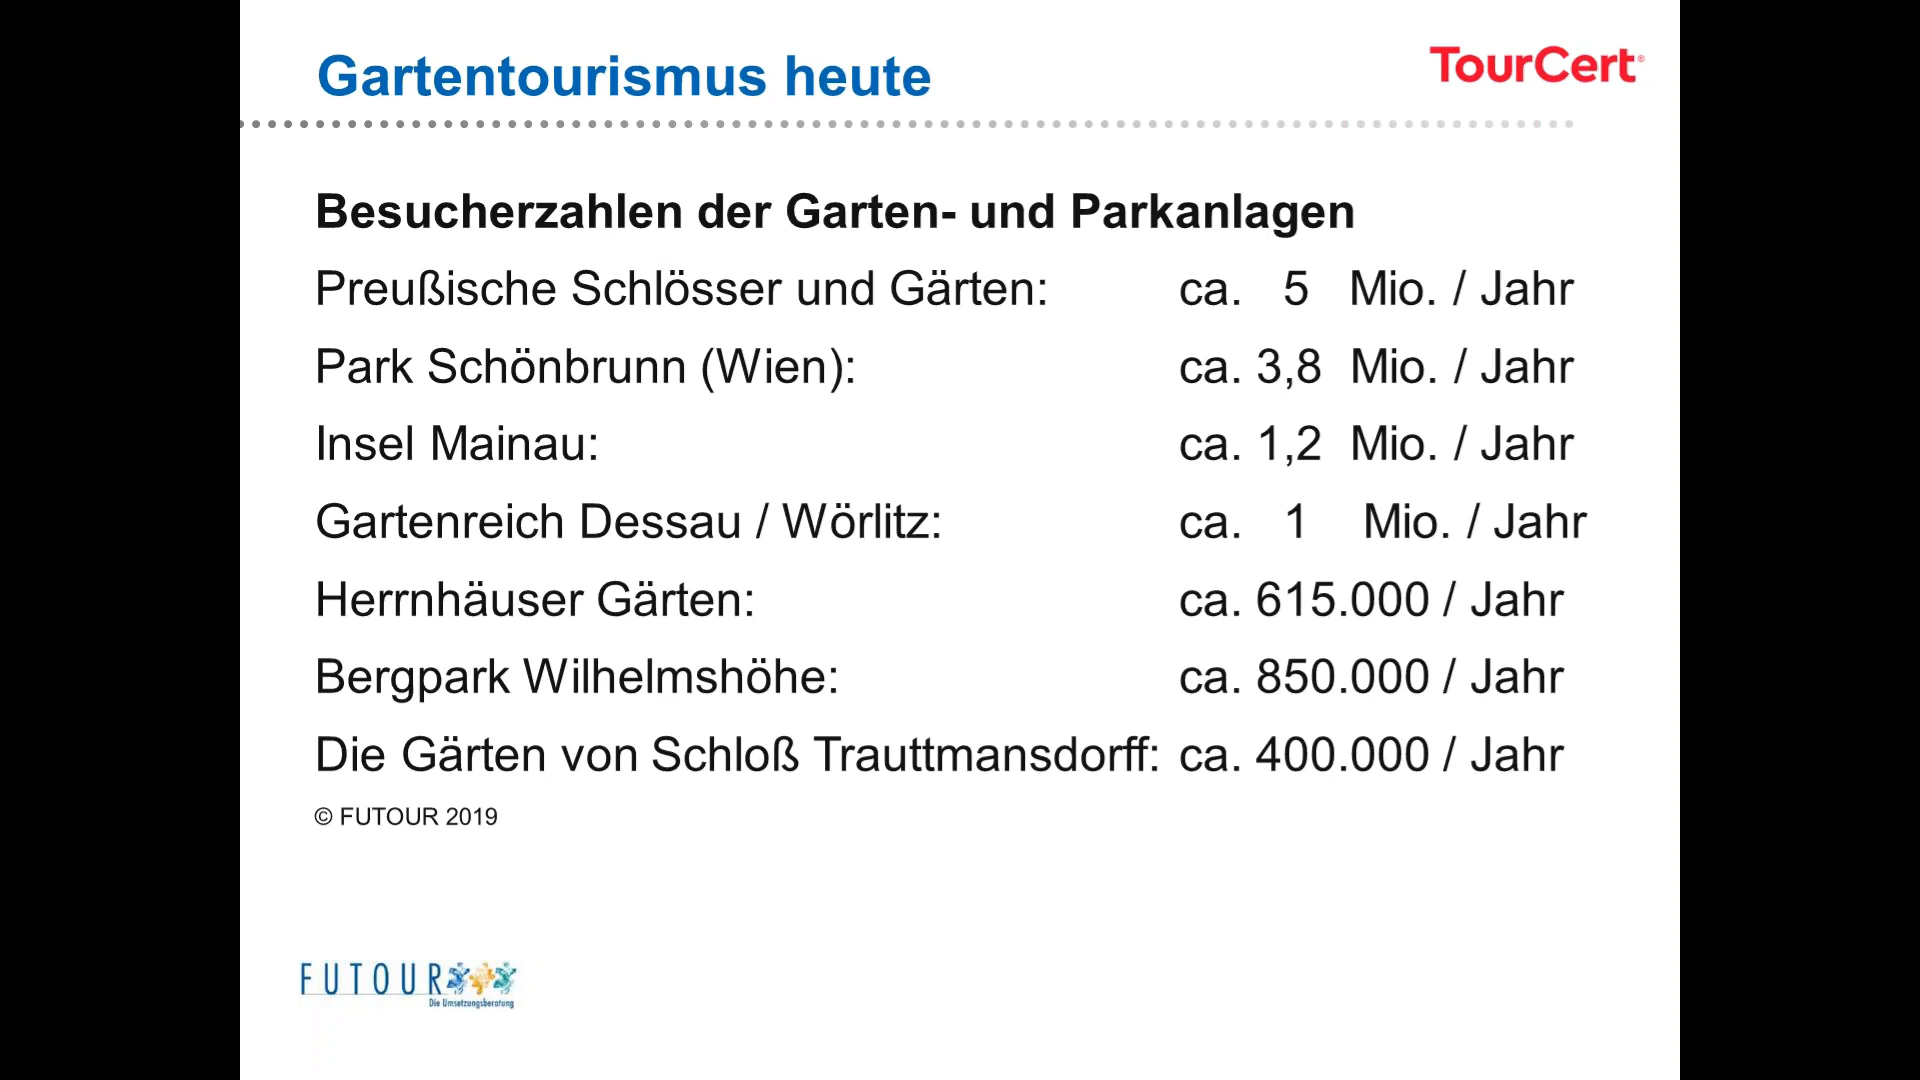 Gartentourismus heute
TourCert®
Besucherzahlen der Garten- und Parkanlagen
Preußische Schlösser und Gärten: ca. 5 Mio. / Jahr
Park Schönbrunn (Wien): ca. 3,8 Mio. / Jahr
Insel Mainau: ca. 1,2 Mio. / Jahr
Gartenreich Dessau / Wörlitz: ca. 1 Mio. / Jahr
Herrnhäuser Gärten: ca. 615.000 / Jahr
Bergpark Wilhelmshöhe: ca. 850.000 / Jahr
Die Gärten von Schloß Trauttmansdorff: ca. 400.000 / Jahr
© FUTOUR 2019
FUTOUR
Die Umsetzungsberatung